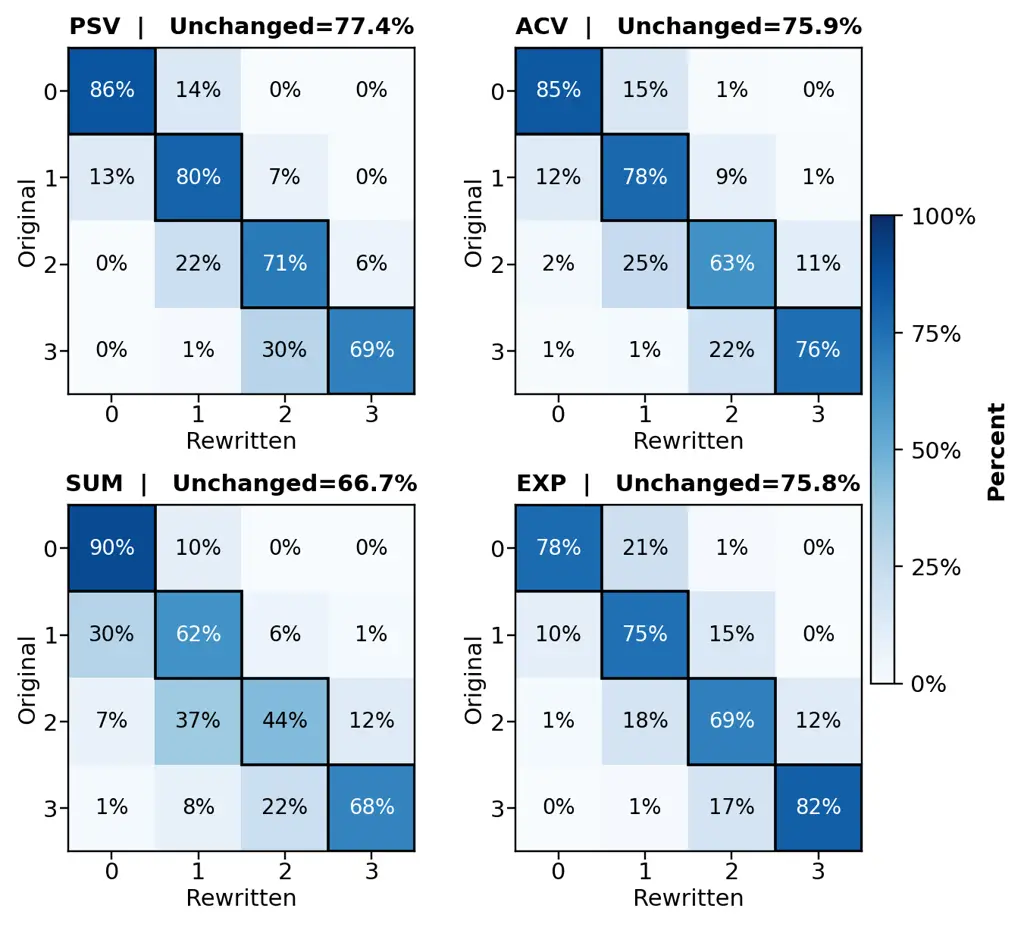 PSV | Unchanged=77.4%
0 86% 14% 0% 0%
1 13% 80% 7% 0%
2 0% 22% 71% 6%
3 0% 1% 30% 69%
Original
0 1 2 3
Rewritten
ACV | Unchanged=75.9%
0 85% 15% 1% 0%
1 12% 78% 9% 1%
2 2% 25% 63% 11%
3 1% 1% 22% 76%
Original
0 1 2 3
Rewritten
SUM | Unchanged=66.7%
0 90% 10% 0% 0%
1 30% 62% 6% 1%
2 7% 37% 44% 12%
3 1% 8% 22% 68%
Original
0 1 2 3
Rewritten
EXP | Unchanged=75.8%
0 78% 21% 1% 0%
1 10% 75% 15% 0%
2 1% 18% 69% 12%
3 0% 1% 17% 82%
Original
0 1 2 3
Rewritten
100%
75%
50%
25%
0%
Percent